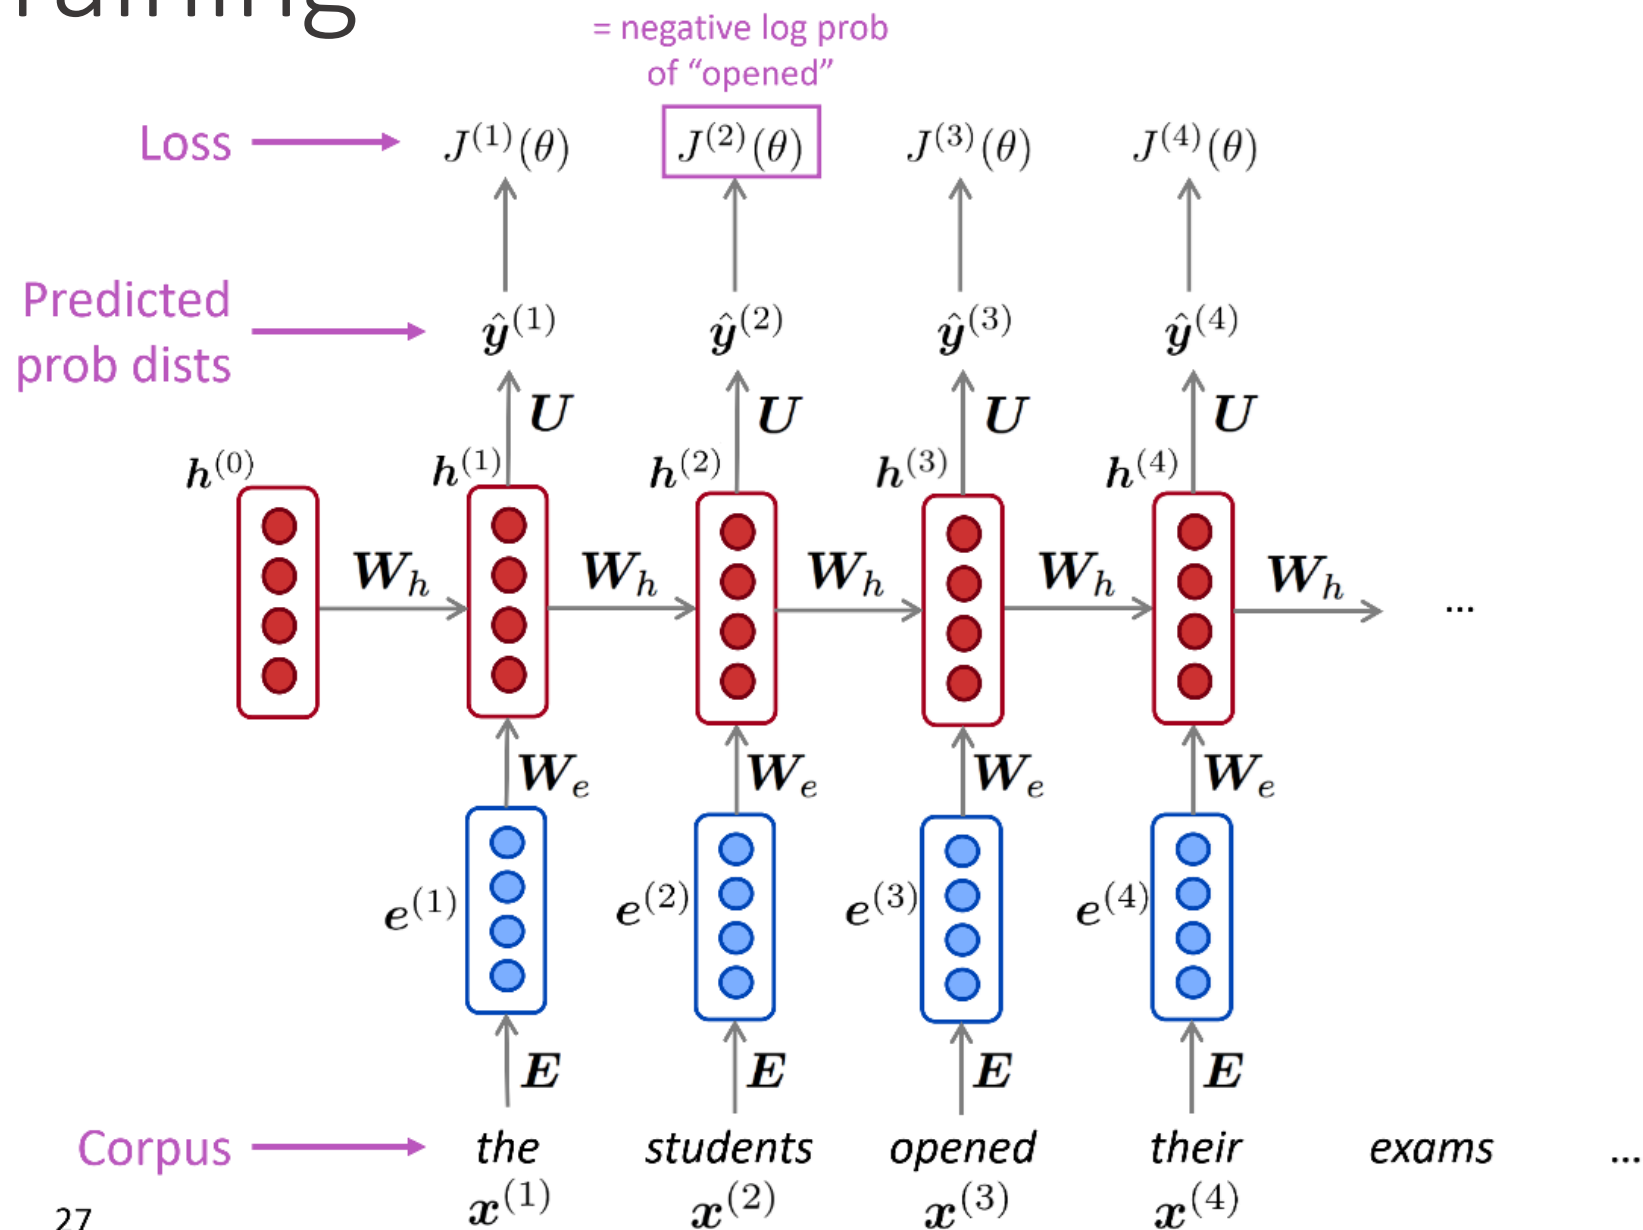 raining
= negative log prob
of “opened”
Loss J⁽¹⁾(θ) J⁽²⁾(θ) J⁽³⁾(θ) J⁽⁴⁾(θ)
Predicted
prob dists
ŷ⁽¹⁾ ŷ⁽²⁾ ŷ⁽³⁾ ŷ⁽⁴⁾
U U U U
h⁽⁰⁾ h⁽¹⁾ h⁽²⁾ h⁽³⁾ h⁽⁴⁾
Wₕ Wₕ Wₕ Wₕ Wₕ
...
Wₑ Wₑ Wₑ Wₑ
e⁽¹⁾ e⁽²⁾ e⁽³⁾ e⁽⁴⁾
E E E E
Corpus the students opened their exams ...
x⁽¹⁾ x⁽²⁾ x⁽³⁾ x⁽⁴⁾
27